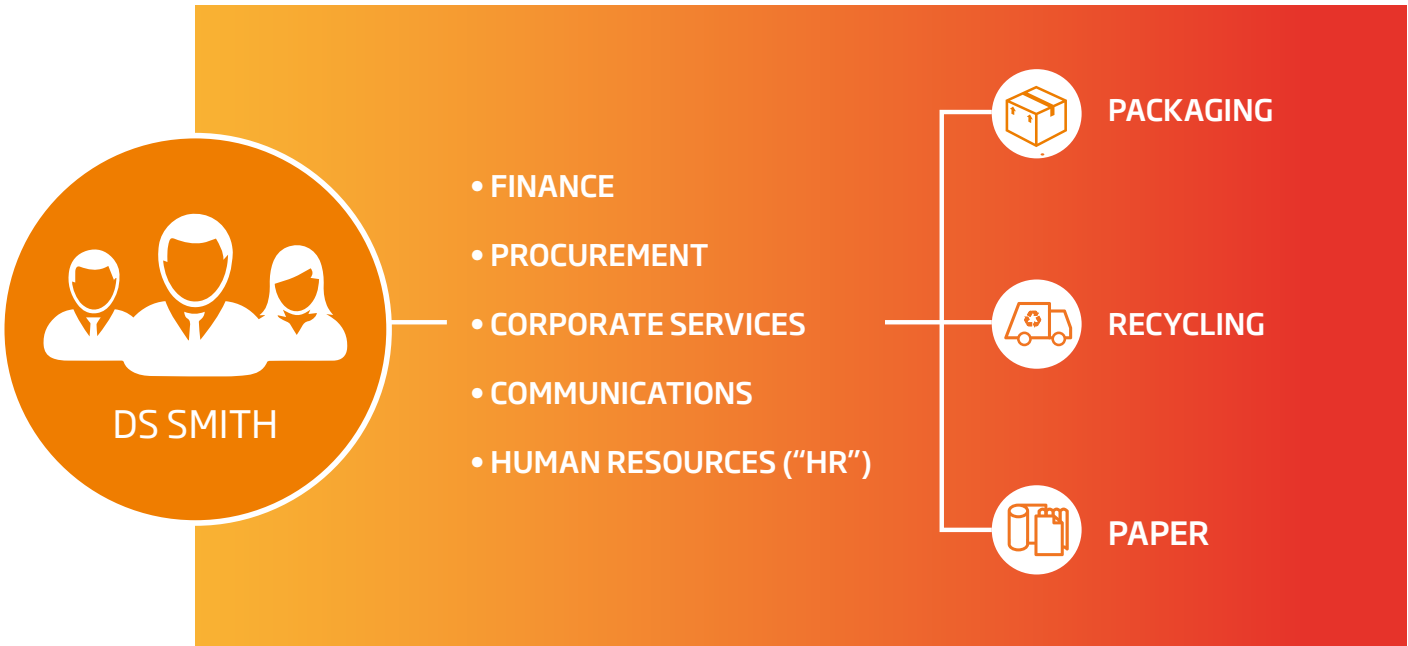 DS SMITH
• FINANCE
• PROCUREMENT
• CORPORATE SERVICES
• COMMUNICATIONS
• HUMAN RESOURCES (“HR”)
PACKAGING
RECYCLING
PAPER